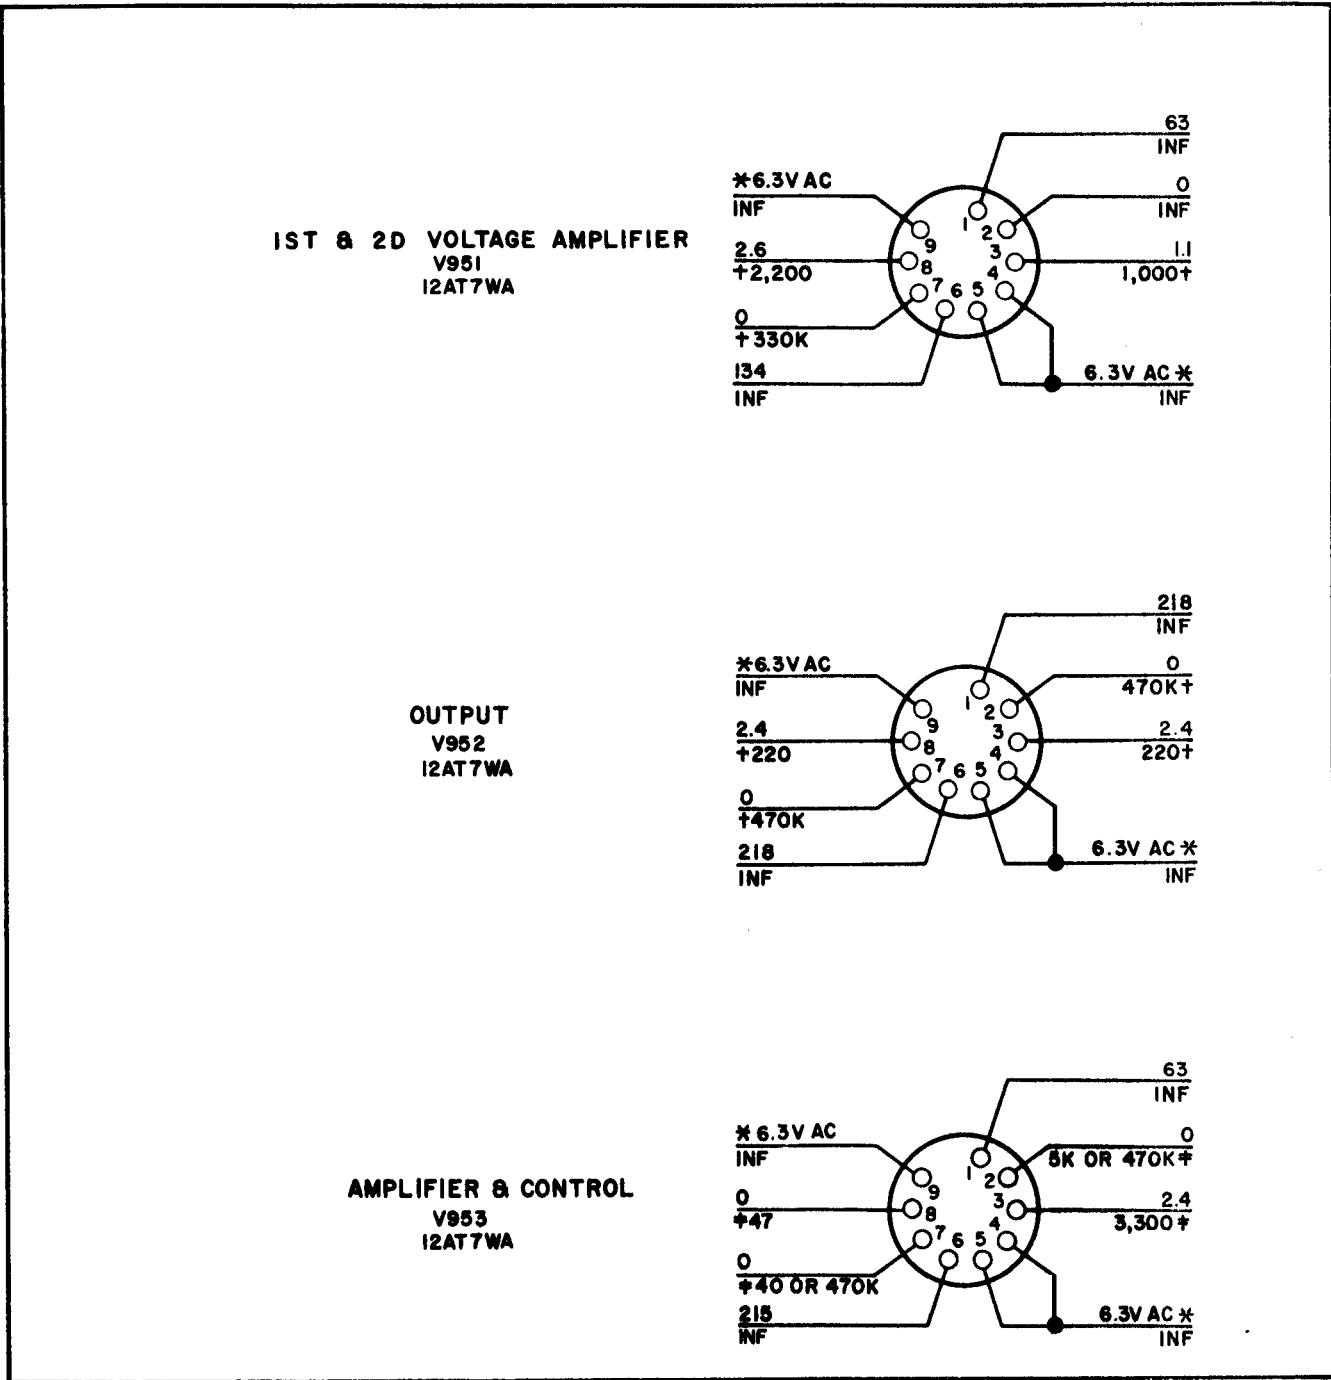 1ST & 2D VOLTAGE AMPLIFIER
V951
12AT7WA
63
INF
*6.3V AC
INF
0
INF
2.6
†2,200
1.1
1,000†
0
†330K
134
INF
6.3V AC *
INF
1
2
3
4
5
6
7
8
9
OUTPUT
V952
12AT7WA
218
INF
*6.3V AC
INF
0
470K†
2.4
†220
2.4
220†
0
†470K
218
INF
6.3V AC *
INF
1
2
3
4
5
6
7
8
9
AMPLIFIER & CONTROL
V953
12AT7WA
63
INF
* 6.3V AC
INF
0
5K OR 470K‡
0
‡47
2.4
3,300‡
0
‡40 OR 470K
215
INF
6.3V AC *
INF
1
2
3
4
5
6
7
8
9